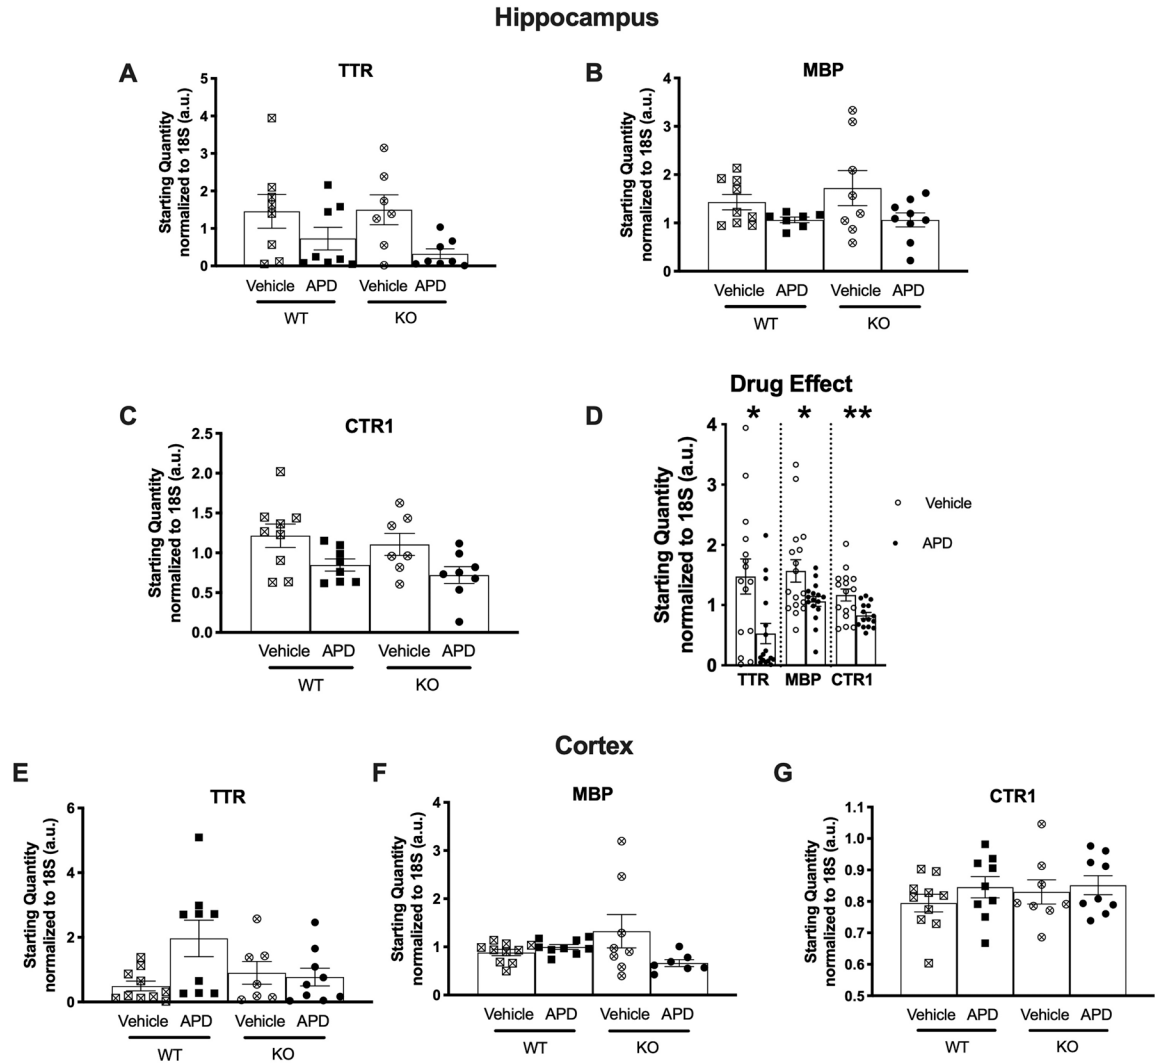 Hippocampus
A
TTR
Starting Quantity
normalized to 18S (a.u.)
5
4
3
2
1
0
Vehicle APD Vehicle APD
WT KO
B
MBP
Starting Quantity
normalized to 18S (a.u.)
4
3
2
1
0
Vehicle APD Vehicle APD
WT KO
C
CTR1
Starting Quantity
normalized to 18S (a.u.)
2.5
2.0
1.5
1.0
0.5
0.0
Vehicle APD Vehicle APD
WT KO
D
Drug Effect
* * **
Starting Quantity
normalized to 18S (a.u.)
4
3
2
1
0
TTR MBP CTR1
Vehicle
APD
Cortex
E
TTR
Starting Quantity
normalized to 18S (a.u.)
6
4
2
0
Vehicle APD Vehicle APD
WT KO
F
MBP
Starting Quantity
normalized to 18S (a.u.)
4
3
2
1
0
Vehicle APD Vehicle APD
WT KO
G
CTR1
Starting Quantity
normalized to 18S (a.u.)
1.1
1.0
0.9
0.8
0.7
0.6
0.5
Vehicle APD Vehicle APD
WT KO